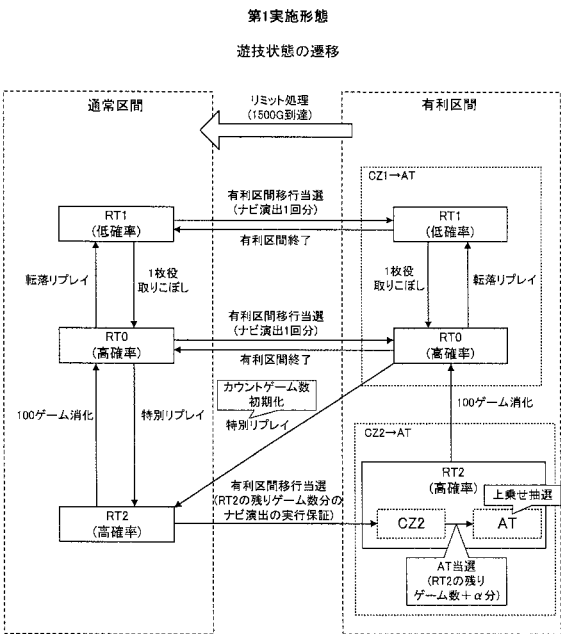 第1実施形態
遊技状態の遷移
通常区間
リミット処理
(1500G到達)
有利区間
CZ1→AT
RT1
(低確率)
有利区間移行当選
(ナビ演出1回分)
有利区間終了
RT1
(低確率)
転落リプレイ
1枚役
取りこぼし
1枚役
取りこぼし
転落リプレイ
RT0
(高確率)
有利区間移行当選
(ナビ演出1回分)
有利区間終了
RT0
(高確率)
カウントゲーム数
初期化
100ゲーム消化
特別リプレイ
特別リプレイ
100ゲーム消化
CZ2→AT
RT2
(高確率)
有利区間移行当選
(RT2の残りゲーム数分の
ナビ演出の実行保証)
RT2
(高確率)
上乗せ抽選
CZ2
AT
AT当選
(RT2の残り
ゲーム数+α分)